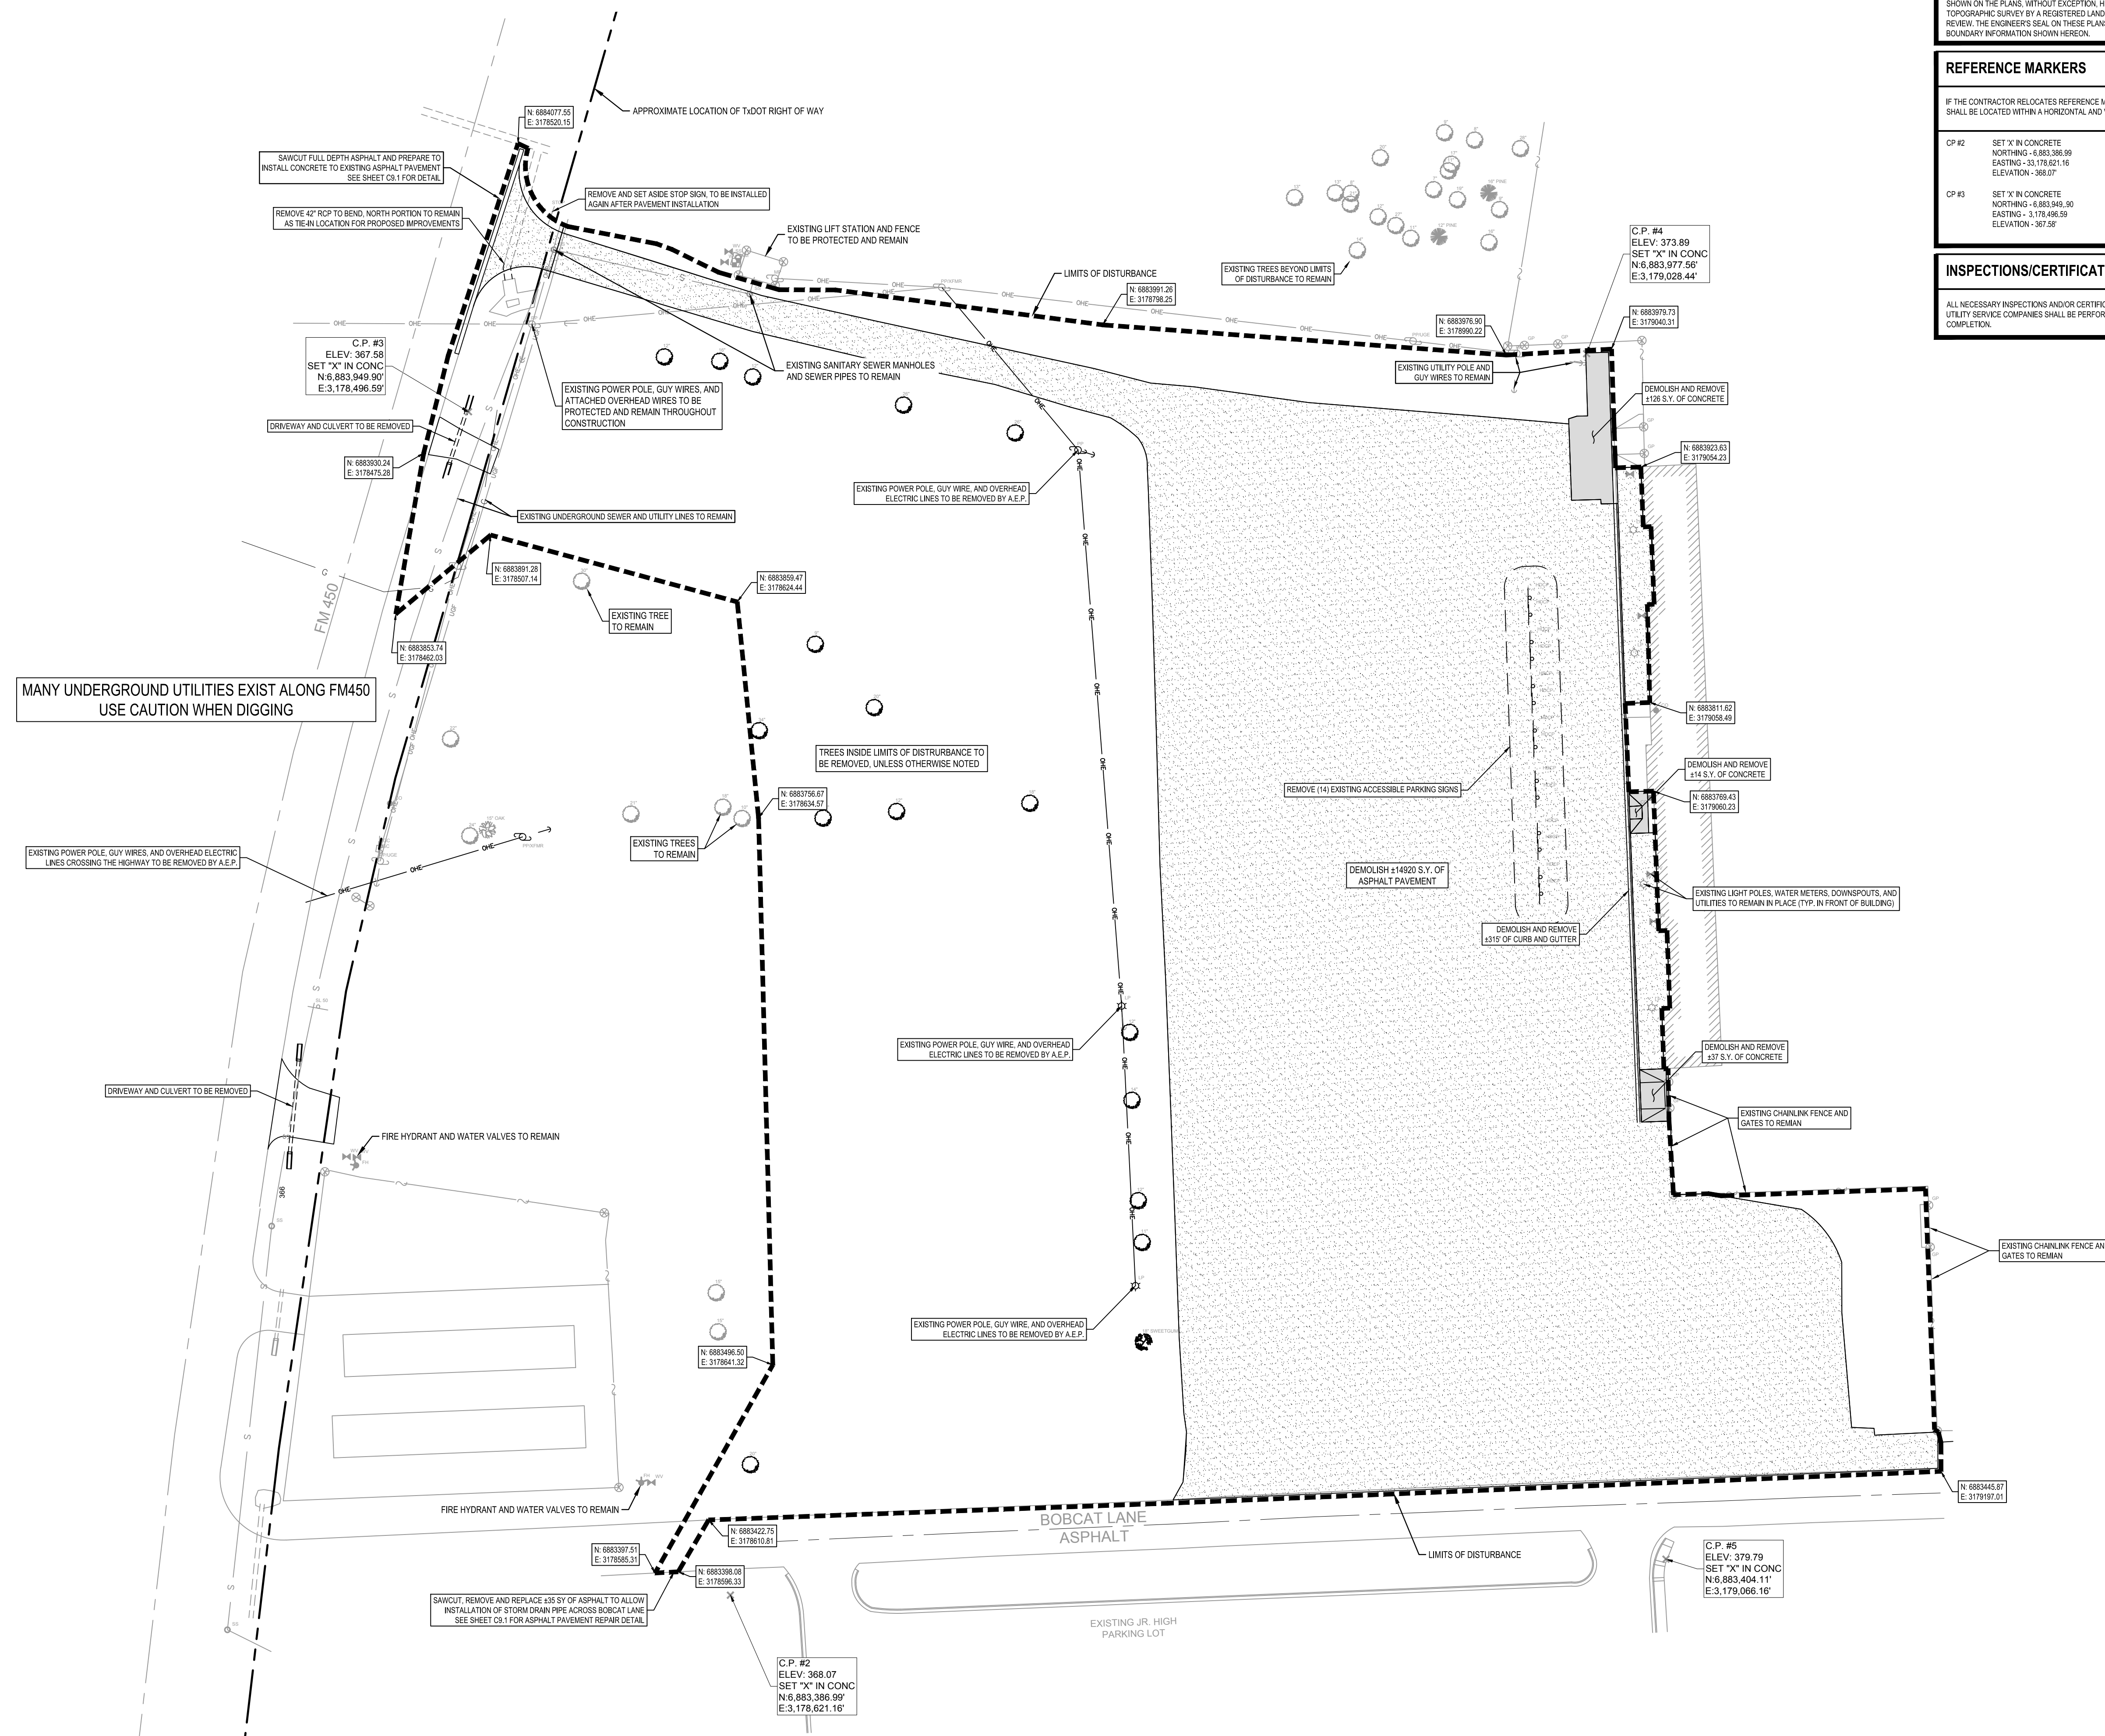 SHOWN ON THE PLANS, WITHOUT EXCEPTION, H
TOPOGRAPHIC SURVEY BY A REGISTERED LAND
REVIEW. THE ENGINEER'S SEAL ON THESE PLANS
BOUNDARY INFORMATION SHOWN HEREON.
REFERENCE MARKERS
IF THE CONTRACTOR RELOCATES REFERENCE M
SHALL BE LOCATED WITHIN A HORIZONTAL AND
CP #2
SET 'X' IN CONCRETE
NORTHING - 6,883,386.99
EASTING - 33,178,621.16
ELEVATION - 368.07'
CP #3
SET 'X' IN CONCRETE
NORTHING - 6,883,949,.90
EASTING - 3,178,496.59
ELEVATION - 367.58'
INSPECTIONS/CERTIFICAT
ALL NECESSARY INSPECTIONS AND/OR CERTIFIC
UTILITY SERVICE COMPANIES SHALL BE PERFOR
COMPLETION.
N: 6884077.55
E: 3178520.15
APPROXIMATE LOCATION OF TxDOT RIGHT OF WAY
SAWCUT FULL DEPTH ASPHALT AND PREPARE TO
INSTALL CONCRETE TO EXISTING ASPHALT PAVEMENT
SEE SHEET C9.1 FOR DETAIL
REMOVE AND SET ASIDE STOP SIGN, TO BE INSTALLED
AGAIN AFTER PAVEMENT INSTALLATION
REMOVE 42" RCP TO BEND, NORTH PORTION TO REMAIN
AS TIE-IN LOCATION FOR PROPOSED IMPROVEMENTS
EXISTING LIFT STATION AND FENCE
TO BE PROTECTED AND REMAIN
LIMITS OF DISTURBANCE
EXISTING TREES BEYOND LIMITS
OF DISTURBANCE TO REMAIN
18" PINE
12" PINE
C.P. #4
ELEV: 373.89
SET "X" IN CONC
N:6,883,977.56'
E:3,179,028.44'
N: 6883991.26
E: 3178798.25
N: 6883976.90
E: 3178990.22
N: 6883979.73
E: 3179040.31
C.P. #3
ELEV: 367.58
SET "X" IN CONC
N:6,883,949.90'
E:3,178,496.59'
EXISTING SANITARY SEWER MANHOLES
AND SEWER PIPES TO REMAIN
EXISTING UTILITY POLE AND
GUY WIRES TO REMAIN
EXISTING POWER POLE, GUY WIRES, AND
ATTACHED OVERHEAD WIRES TO BE
PROTECTED AND REMAIN THROUGHOUT
CONSTRUCTION
DEMOLISH AND REMOVE
±126 S.Y. OF CONCRETE
DRIVEWAY AND CULVERT TO BE REMOVED
N: 6883930.24
E: 3178475.28
N: 6883923.63
E: 3179054.23
EXISTING POWER POLE, GUY WIRE, AND OVERHEAD
ELECTRIC LINES TO BE REMOVED BY A.E.P.
EXISTING UNDERGROUND SEWER AND UTILITY LINES TO REMAIN
N: 6883891.28
E: 3178507.14
N: 6883859.47
E: 3178624.44
FM 450
EXISTING TREE
TO REMAIN
N: 6883853.74
E: 3178462.03
MANY UNDERGROUND UTILITIES EXIST ALONG FM450
USE CAUTION WHEN DIGGING
N: 6883811.62
E: 3179058.49
TREES INSIDE LIMITS OF DISTRURBANCE TO
BE REMOVED, UNLESS OTHERWISE NOTED
DEMOLISH AND REMOVE
±14 S.Y. OF CONCRETE
REMOVE (14) EXISTING ACCESSIBLE PARKING SIGNS
N: 6883756.67
E: 3178634.57
N: 6883769.43
E: 3179060.23
15" OAK
PP/XFMR
EXISTING TREES
TO REMAIN
EXISTING POWER POLE, GUY WIRES, AND OVERHEAD ELECTRIC
LINES CROSSING THE HIGHWAY TO BE REMOVED BY A.E.P.
DEMOLISH ±14920 S.Y. OF
ASPHALT PAVEMENT
EXISTING LIGHT POLES, WATER METERS, DOWNSPOUTS, AND
UTILITIES TO REMAIN IN PLACE (TYP. IN FRONT OF BUILDING)
DEMOLISH AND REMOVE
±315' OF CURB AND GUTTER
EXISTING POWER POLE, GUY WIRE, AND OVERHEAD
ELECTRIC LINES TO BE REMOVED BY A.E.P.
DEMOLISH AND REMOVE
±37 S.Y. OF CONCRETE
DRIVEWAY AND CULVERT TO BE REMOVED
EXISTING CHAINLINK FENCE AND
GATES TO REMIAN
FIRE HYDRANT AND WATER VALVES TO REMAIN
366
EXISTING CHAINLINK FENCE AN
GATES TO REMIAN
EXISTING POWER POLE, GUY WIRE, AND OVERHEAD
ELECTRIC LINES TO BE REMOVED BY A.E.P.
N: 6883496.50
E: 3178641.32
FIRE HYDRANT AND WATER VALVES TO REMAIN
N: 6883445.87
E: 3179197.01
BOBCAT LANE
ASPHALT
N: 6883422.75
E: 3178610.81
N: 6883397.51
E: 3178585.31
LIMITS OF DISTURBANCE
N: 6883398.08
E: 3178596.33
C.P. #5
ELEV: 379.79
SET "X" IN CONC
N:6,883,404.11'
E:3,179,066.16'
SAWCUT, REMOVE AND REPLACE ±35 SY OF ASPHALT TO ALLOW
INSTALLATION OF STORM DRAIN PIPE ACROSS BOBCAT LANE
SEE SHEET C9.1 FOR ASPHALT PAVEMENT REPAIR DETAIL
EXISTING JR. HIGH
PARKING LOT
C.P. #2
ELEV: 368.07
SET "X" IN CONC
N:6,883,386.99'
E:3,178,621.16'